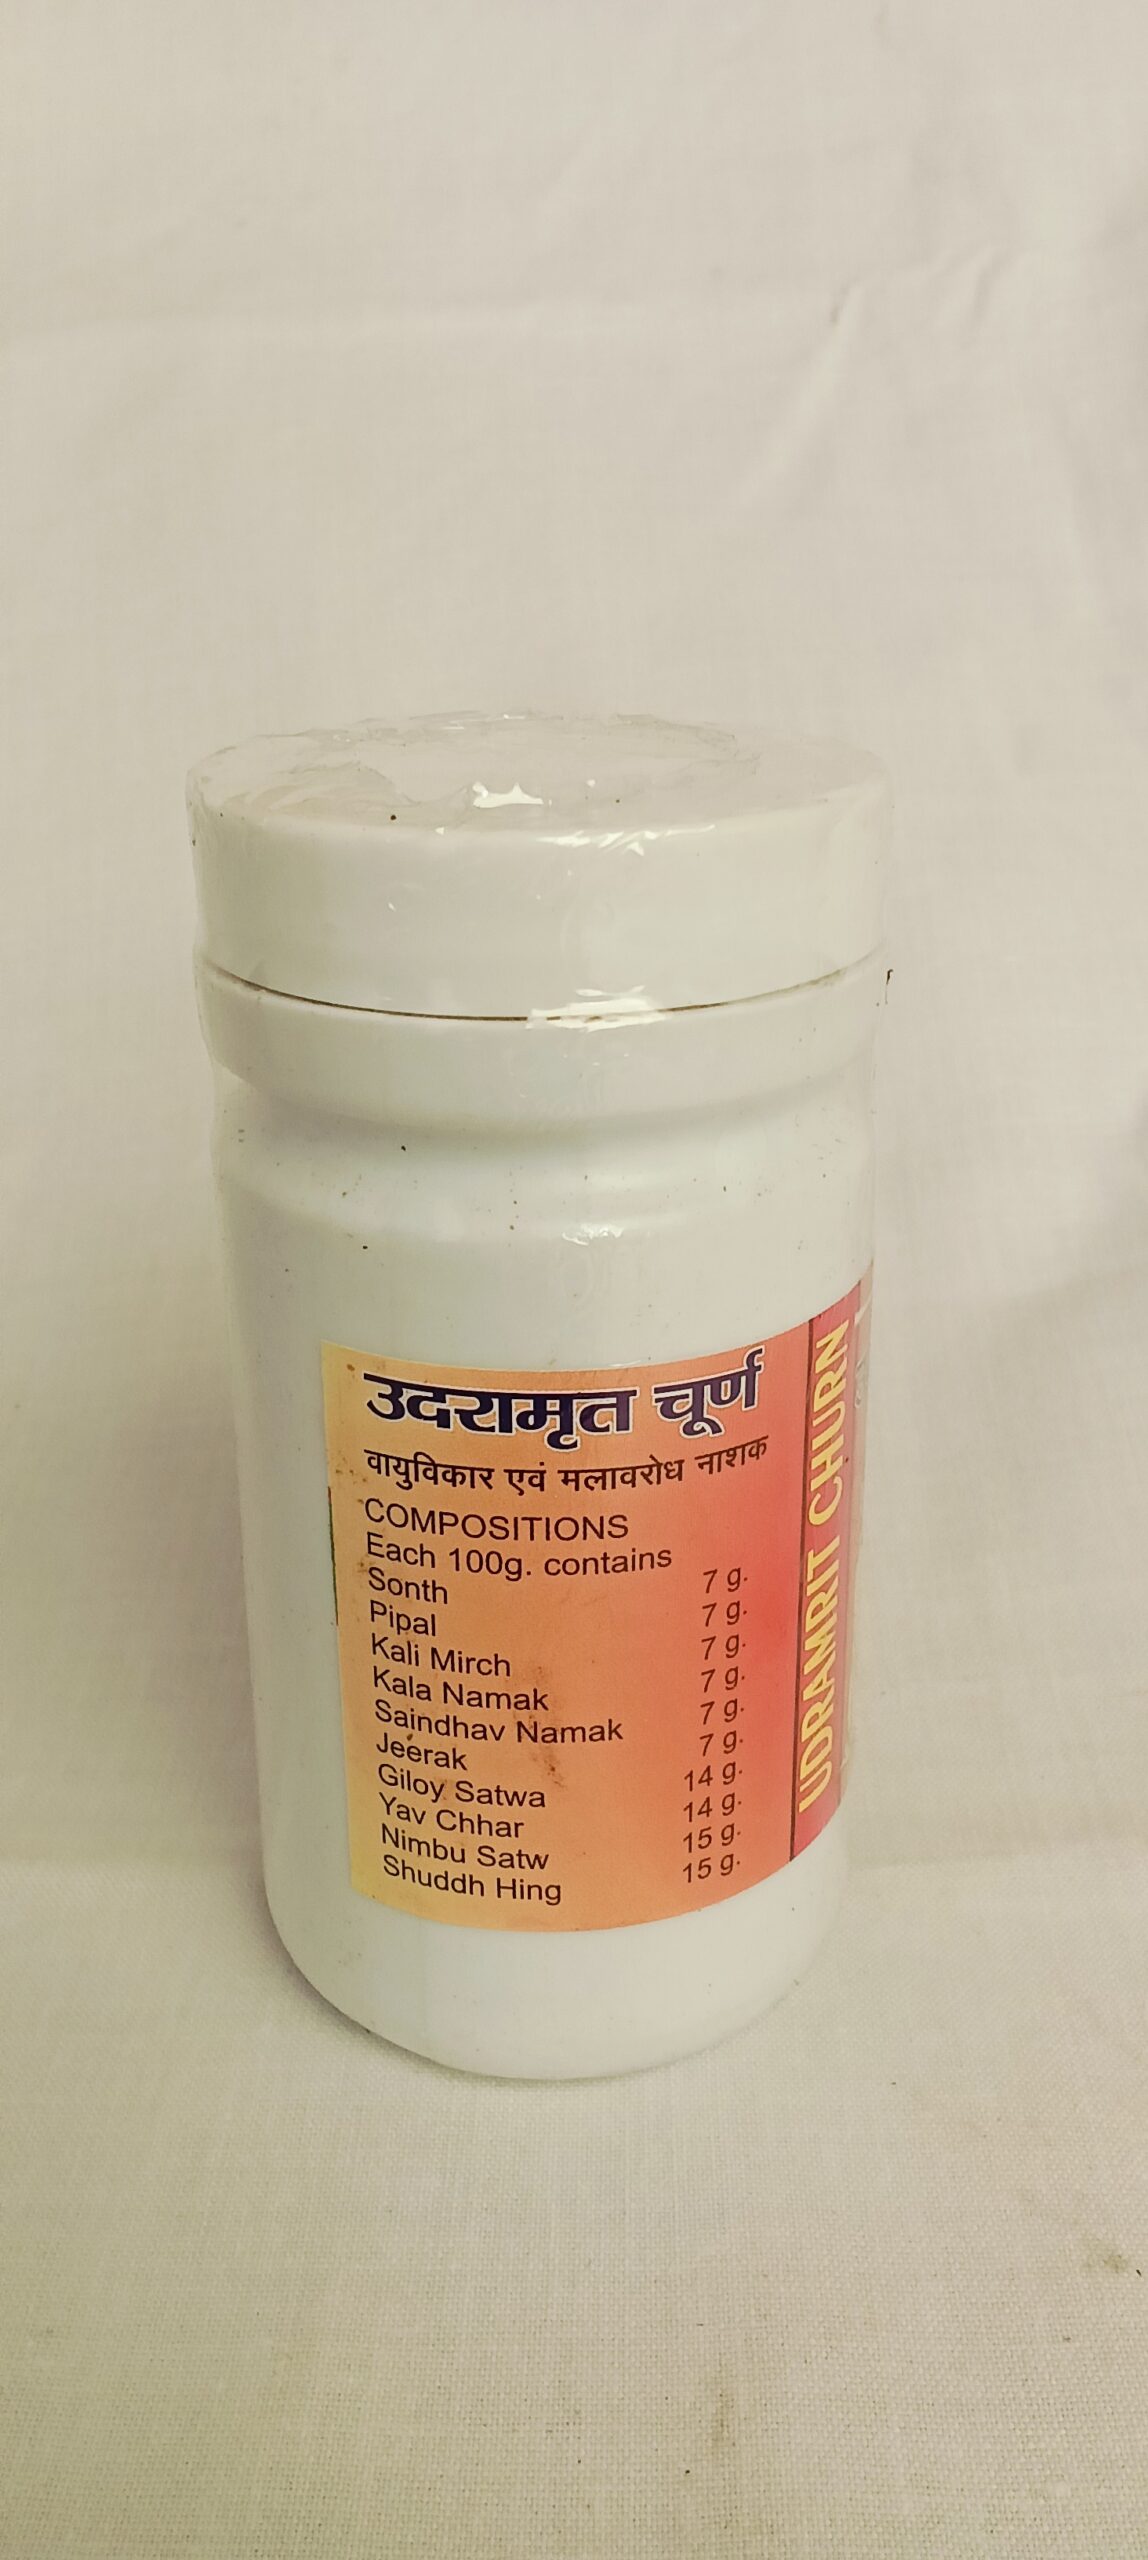 उदरामृत चूर्ण
वायुविकार एवं मलावरोध नाशक
COMPOSITIONS
Each 100g. contains
Sonth 7 g.
Pipal 7 g.
Kali Mirch 7 g.
Kala Namak 7 g.
Saindhav Namak 7 g.
Jeerak 7 g.
Giloy Satwa 14 g.
Yav Chhar 14 g.
Nimbu Satw 15 g.
Shuddh Hing 15 g.
UDRAMRIT CHURN